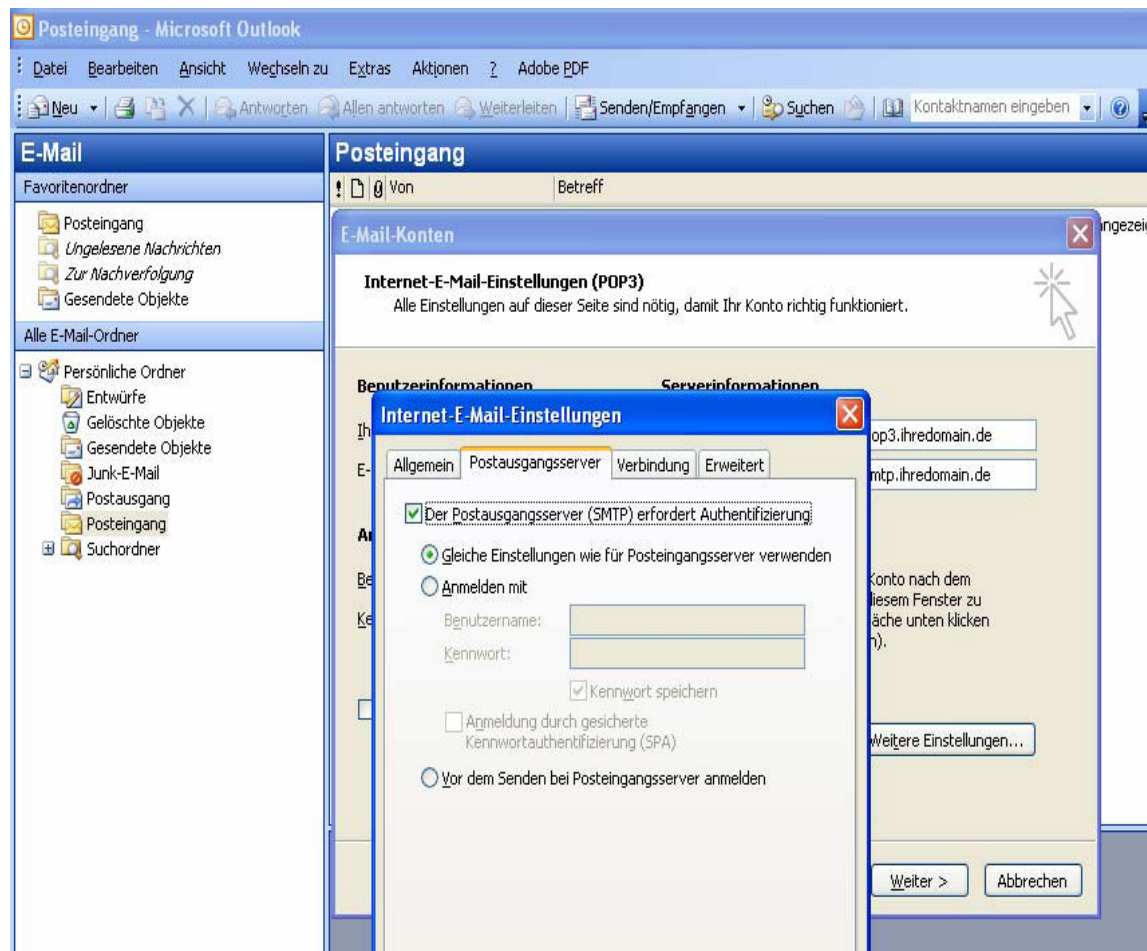 Posteingang - Microsoft Outlook
Datei Bearbeiten Ansicht Wechseln zu Extras Aktionen ? Adobe PDF
Neu Antworten Allen antworten Weiterleiten Senden/Empfangen Suchen Kontaktnamen eingeben
E-Mail
Favoritenordner
Posteingang
Ungelesene Nachrichten
Zur Nachverfolgung
Gesendete Objekte
Alle E-Mail-Ordner
Persönliche Ordner
Entwürfe
Gelöschte Objekte
Gesendete Objekte
Junk-E-Mail
Postausgang
Posteingang
Suchordner
Posteingang
Von Betreff
E-Mail-Konten
Internet-E-Mail-Einstellungen (POP3)
Alle Einstellungen auf dieser Seite sind nötig, damit Ihr Konto richtig funktioniert.
Benutzerinformationen Serverinformationen
op3.ihredomain.de
mtp.ihredomain.de
Konto nach dem
diesem Fenster zu
äche unten klicken
n).
Weitere Einstellungen...
Weiter >
Abbrechen
Internet-E-Mail-Einstellungen
Allgemein Postausgangsserver Verbindung Erweitert
Der Postausgangsserver (SMTP) erfordert Authentifizierung
Gleiche Einstellungen wie für Posteingangsserver verwenden
Anmelden mit
Benutzername:
Kennwort:
Kennwort speichern
Anmeldung durch gesicherte
Kennwortauthentifizierung (SPA)
Vor dem Senden bei Posteingangsserver anmelden